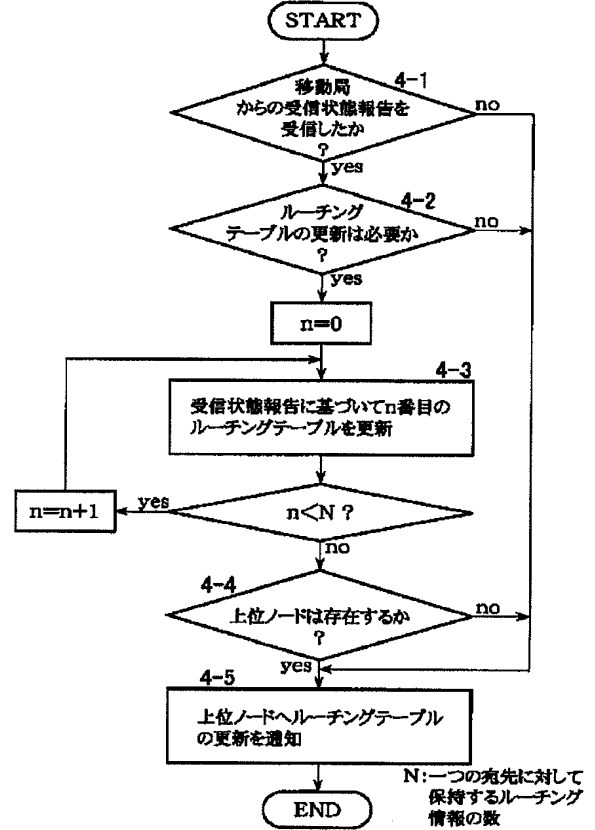 START
4-1
移動局
からの受信状態報告を
受信したか
?
no
yes
4-2
ルーチング
テーブルの更新は必要か
?
no
yes
n=0
4-3
受信状態報告に基づいてn番目の
ルーチングテーブルを更新
n=n+1
yes
n<N ?
no
4-4
上位ノードは存在するか
?
no
yes
4-5
上位ノードへルーチングテーブル
の更新を通知
END
N:一つの宛先に対して
保持するルーチング
情報の数